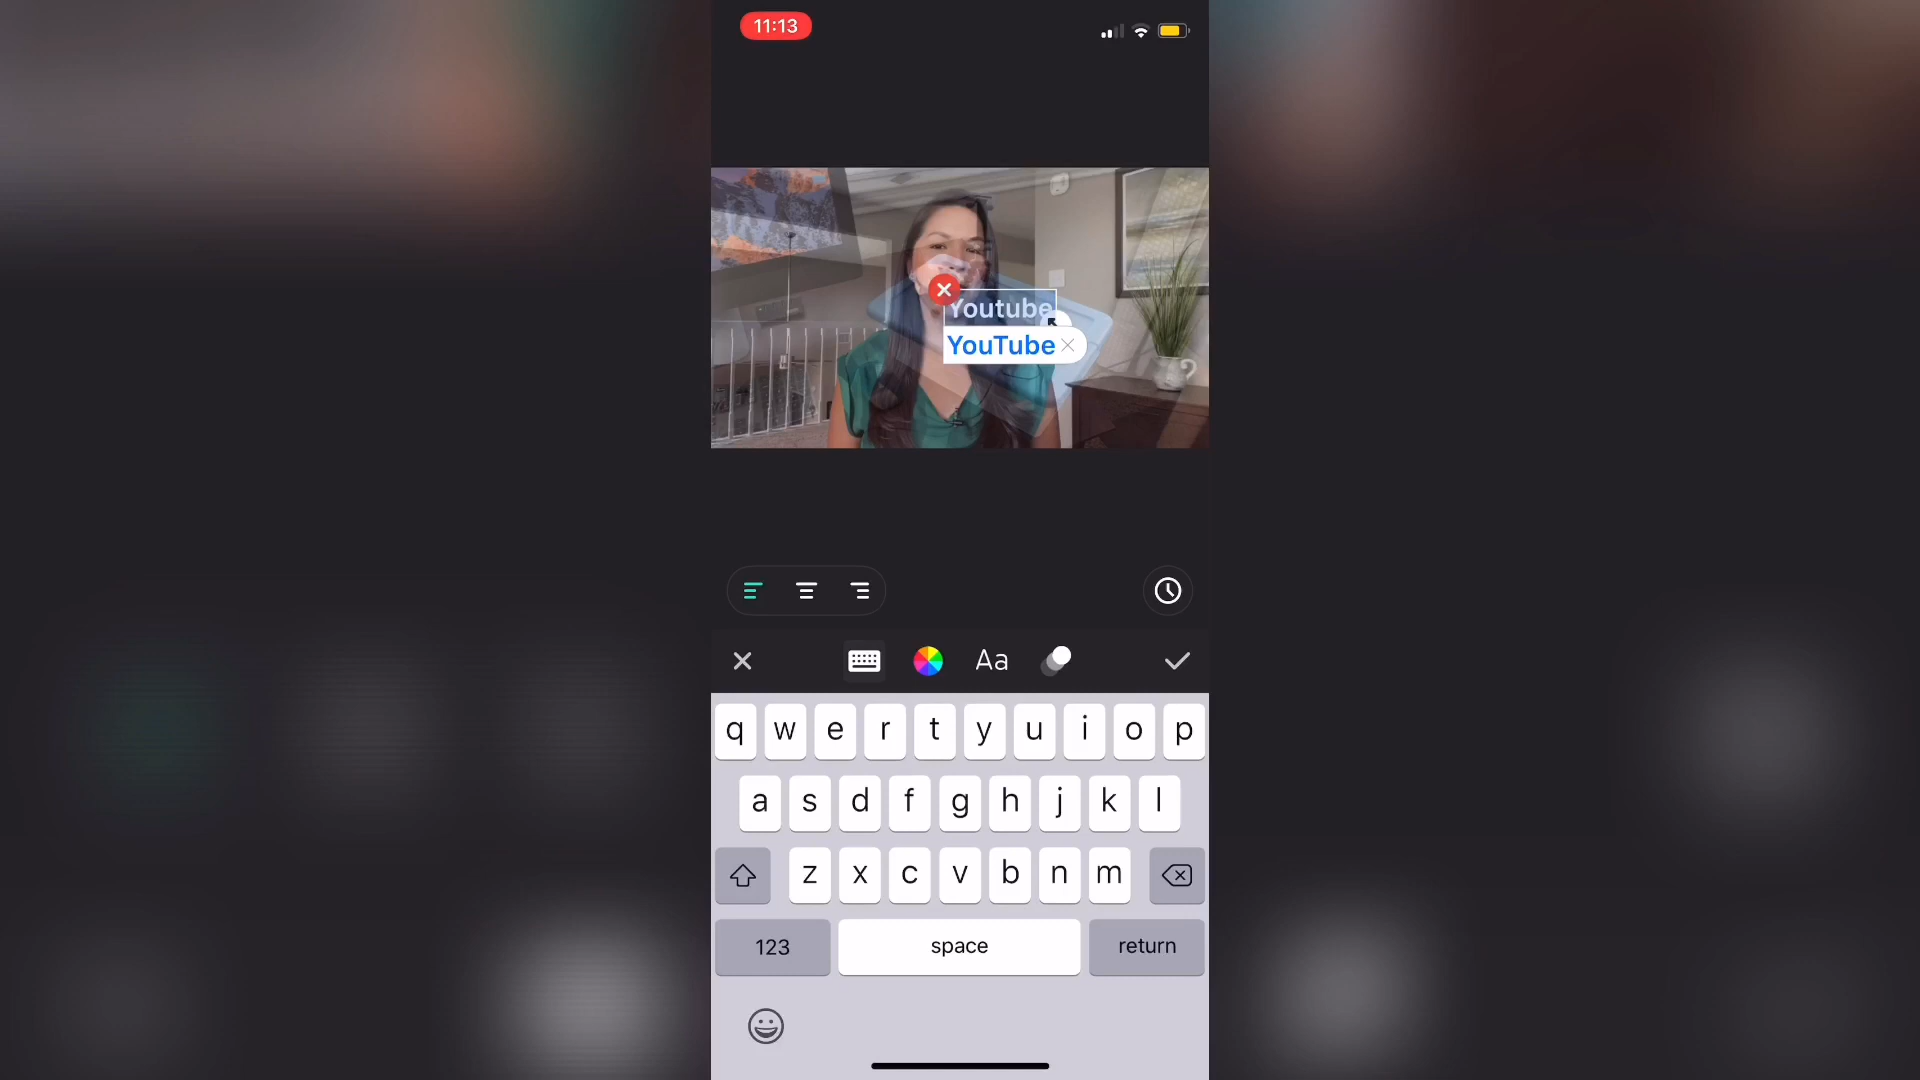 11:13
Youtube
YouTube
Aa
q w e r t y u i o p
a s d f g h j k l
z x c v b n m
123 space return